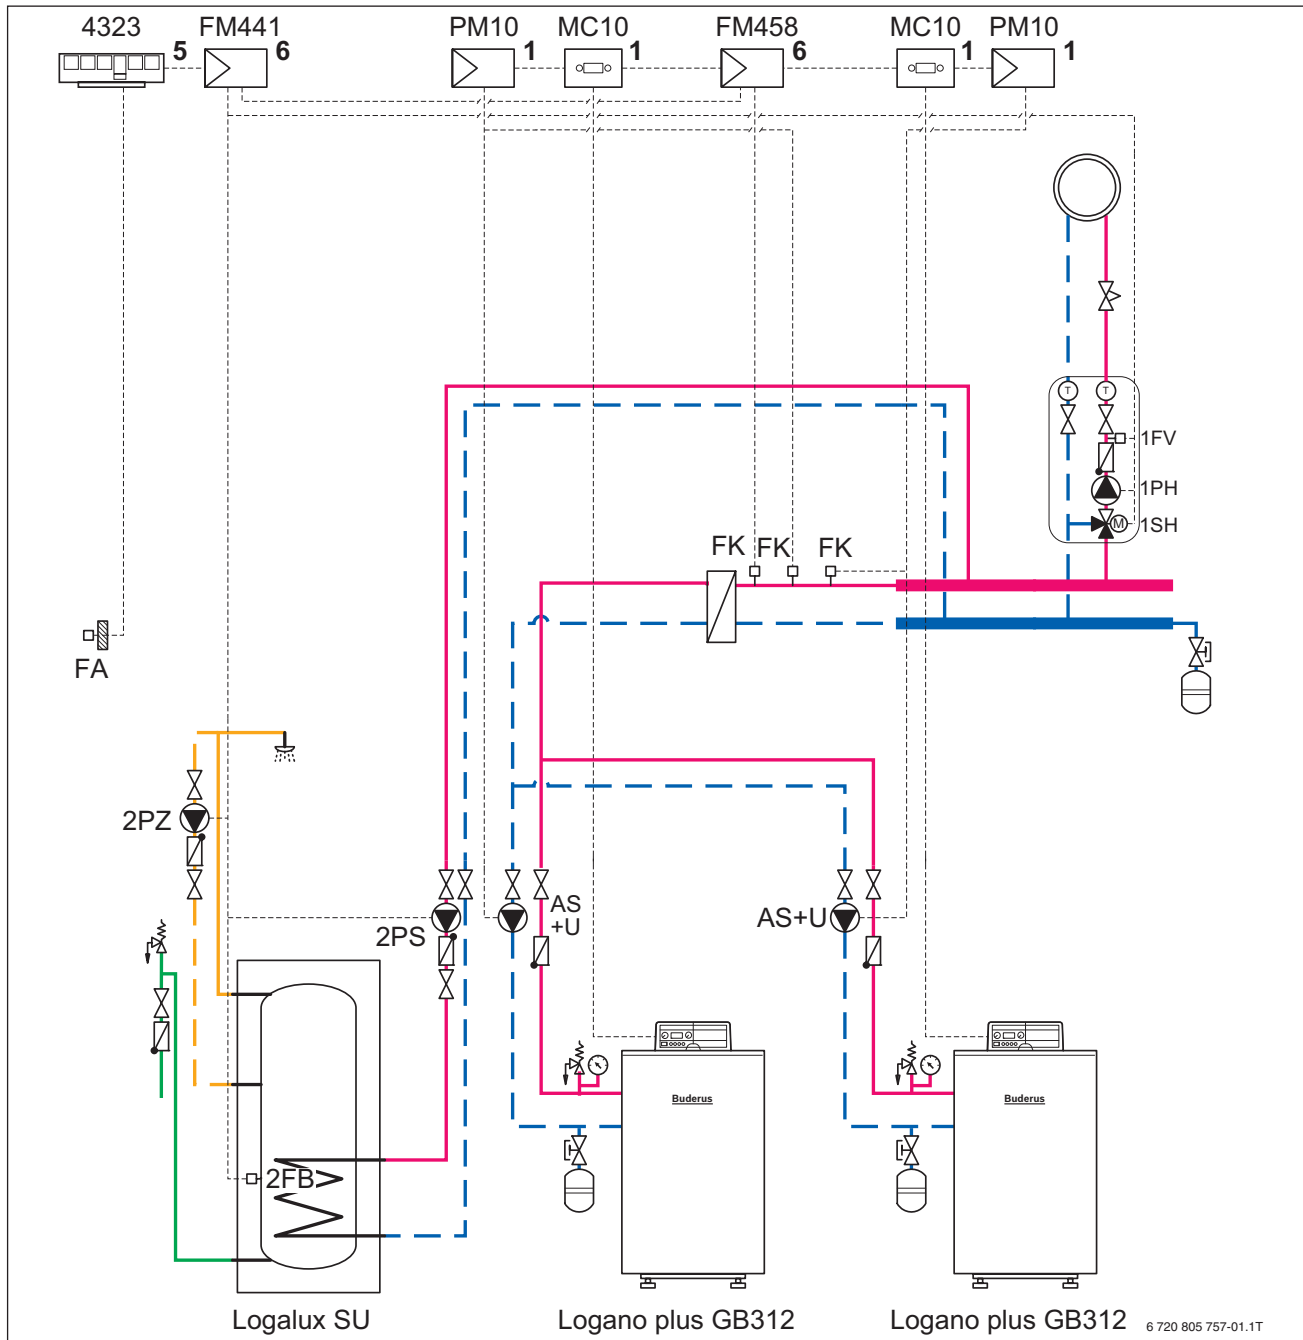 4323 FM441 PM10 MC10 FM458 MC10 PM10
5 6 1 1 6 1 1
T T
1FV
1PH
M 1SH
FK FK FK
FA
2PZ
2PS
AS
+U
AS+U
Buderus Buderus
2FB
Logalux SU Logano plus GB312 Logano plus GB312
6 720 805 757-01.1T